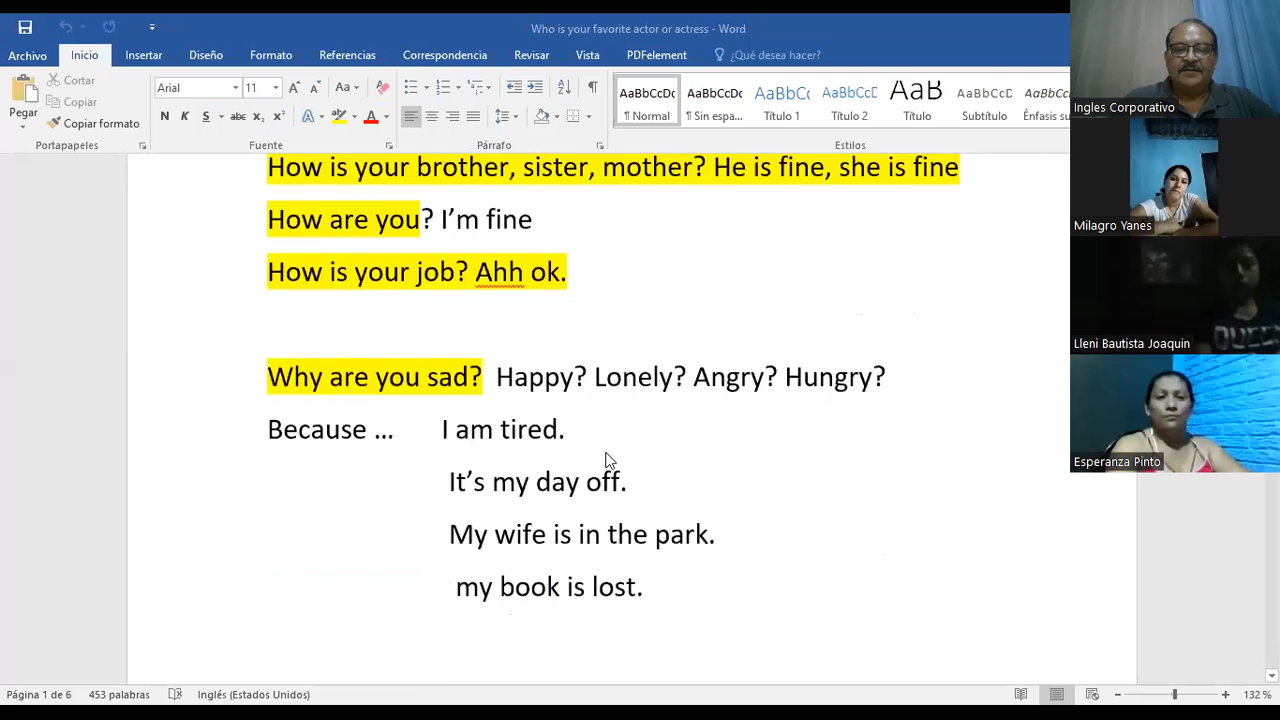 Who is your favorite actor or actress - Word
Archivo Inicio Insertar Diseño Formato Referencias Correspondencia Revisar Vista PDFelement ¿Qué desea hacer?
Pegar
Cortar
Copiar
Copiar formato
Portapapeles
Arial 11
Aa
N K S abc x₂ x² A A
Fuente
Párrafo
AaBbCcDc
¶ Normal
AaBbCcDc
¶ Sin espa...
AaBbCc
Título 1
AaBbCcD
Título 2
AaB
Título
AaBbCcD
Subtítulo
AaBbCcD
Énfasis sut
Estilos
How is your brother, sister, mother? He is fine, she is fine
How are you? I’m fine
How is your job? Ahh ok.
Why are you sad? Happy? Lonely? Angry? Hungry?
Because … I am tired.
It’s my day off.
My wife is in the park.
my book is lost.
Página 1 de 6 453 palabras Inglés (Estados Unidos) 132 %
Ingles Corporativo
Milagro Yanes
Lleni Bautista Joaquin
Esperanza Pinto